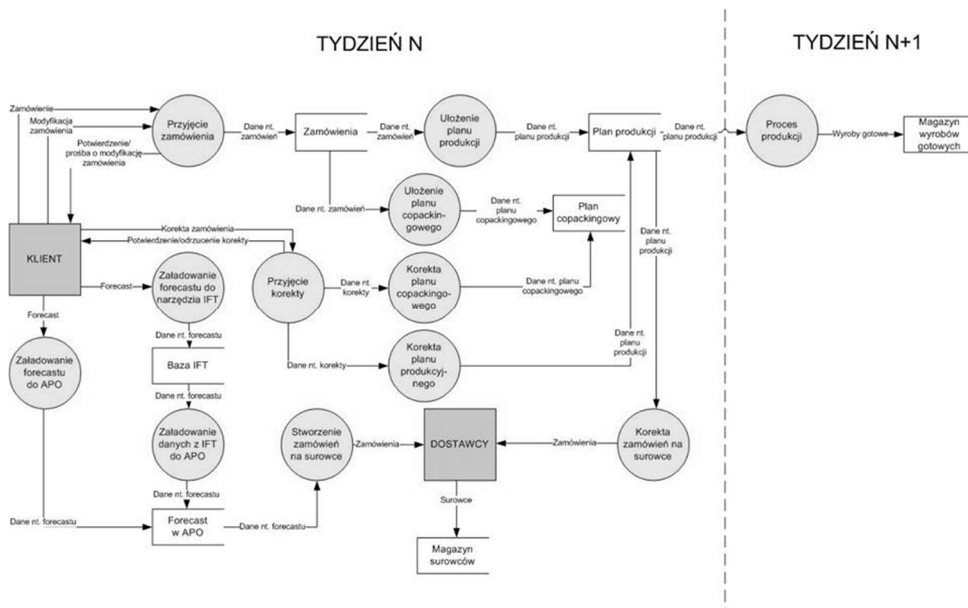 TYDZIEŃ N
TYDZIEŃ N+1
Zamówienie
Modyfikacja
zamówienia
Potwierdzenie/
prośba o modyfikację
zamówienia
Przyjęcie
zamówienia
Dane nt.
zamówień
Zamówienia
Dane nt.
zamówień
Ułożenie
planu
produkcji
Dane nt.
planu produkcji
Plan produkcji
Dane nt.
planu produkcji
Proces
produkcji
Wyroby gotowe
Magazyn
wyrobów
gotowych
Dane nt. zamówień
Ułożenie
planu
copackin-
gowego
Dane nt.
planu
copackingowego
Plan
copackingowy
Dane nt.
planu
produkcji
KLIENT
Korekta zamówienia
Potwierdzenie/odrzucenie korekty
Forecast
Załadowanie
forecastu do
narzędzia IFT
Przyjęcie
korekty
Dane nt.
korekty
Korekta
planu
copackingo-
wego
Dane nt. planu
copackingowego
Forecast
Dane nt. forecastu
Dane nt.
planu
produkcji
Załadowanie
forecastu
do APO
Baza IFT
Dane nt. korekty
Korekta
planu
produkcyj-
nego
Dane nt. forecastu
Załadowanie
danych z IFT
do APO
Stworzenie
zamówień
na surowce
Zamówienia
DOSTAWCY
Zamówienia
Korekta
zamówień na
surowce
Dane nt. forecastu
Surowce
Dane nt. forecastu
Forecast
w APO
Dane nt. forecastu
Magazyn
surowców